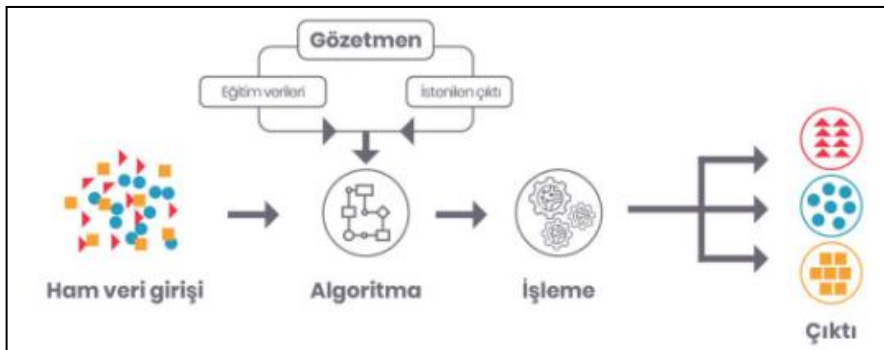 Gözetmen
Eğitim verileri
İstenilen çıktı
Ham veri girişi
Algoritma
İşleme
Çıktı